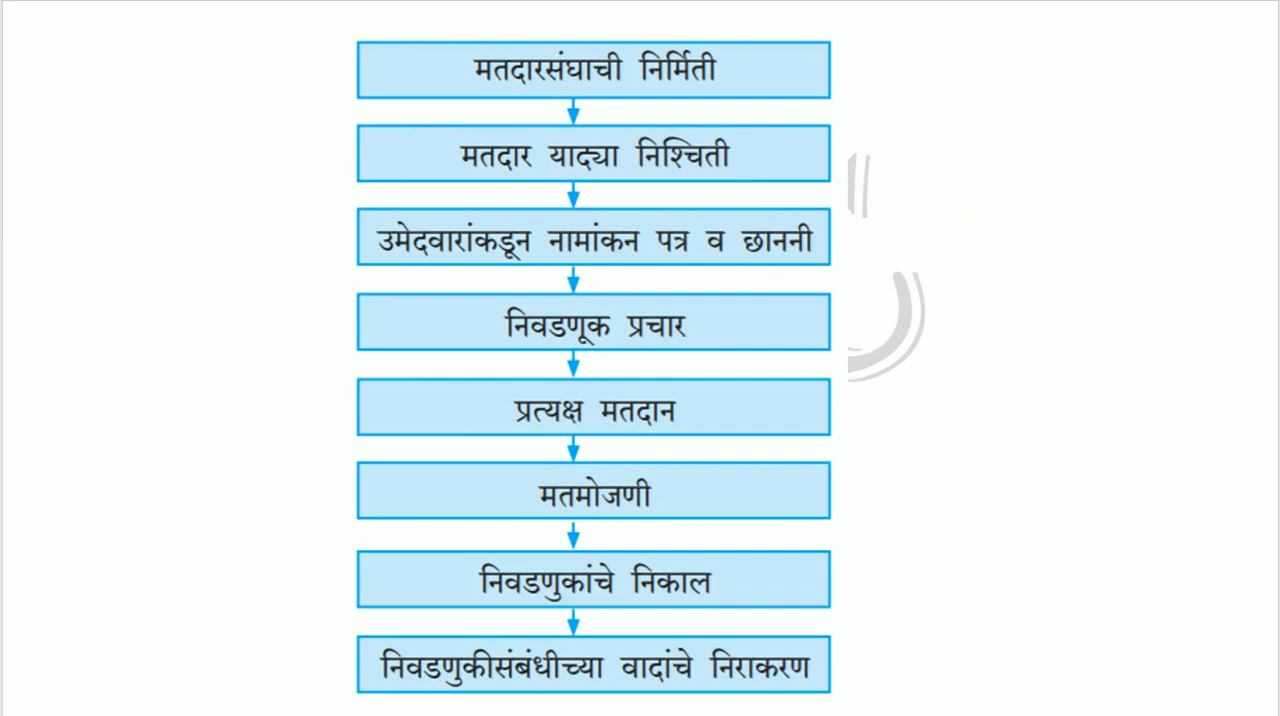 मतदारसंघाची निर्मिती
मतदार याद्या निश्चिती
उमेदवारांकडून नामांकन पत्र व छाननी
निवडणूक प्रचार
प्रत्यक्ष मतदान
मतमोजणी
निवडणुकांचे निकाल
निवडणुकीसंबंधीच्या वादांचे निराकरण